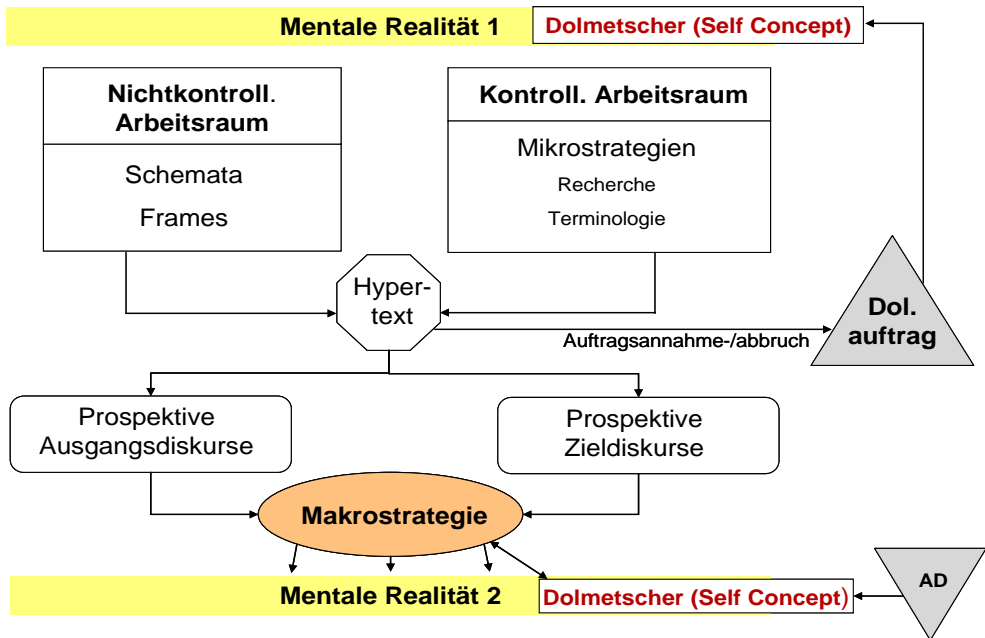 Mentale Realität 1
Dolmetscher (Self Concept)
Nichtkontroll.
Arbeitsraum
Schemata
Frames
Kontroll. Arbeitsraum
Mikrostrategien
Recherche
Terminologie
Hyper-
text
Auftragsannahme-/abbruch
Dol.
auftrag
Prospektive
Ausgangsdiskurse
Prospektive
Zieldiskurse
Makrostrategie
Mentale Realität 2
Dolmetscher (Self Concept)
AD